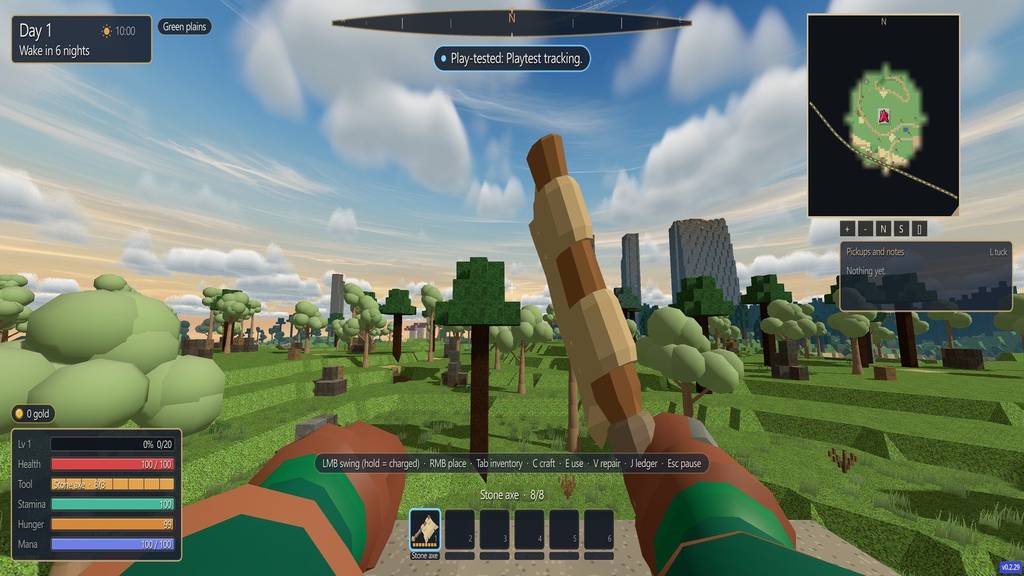 Day 1
10:00
Wake in 6 nights
Green plains
N
Play-tested: Playtest tracking.
N
+ - N S []
Pickups and notes
L tuck
Nothing yet.
0 gold
Lv 1
0% 0/20
Health
100 / 100
Tool
Stone axe · 8/8
Stamina
100
Hunger
99
Mana
100 / 100
LMB swing (hold = charged) · RMB place · Tab inventory · C craft · E use · V repair · J ledger · Esc pause
Stone axe · 8/8
2
3
4
5
6
Stone axe
v0.2.29